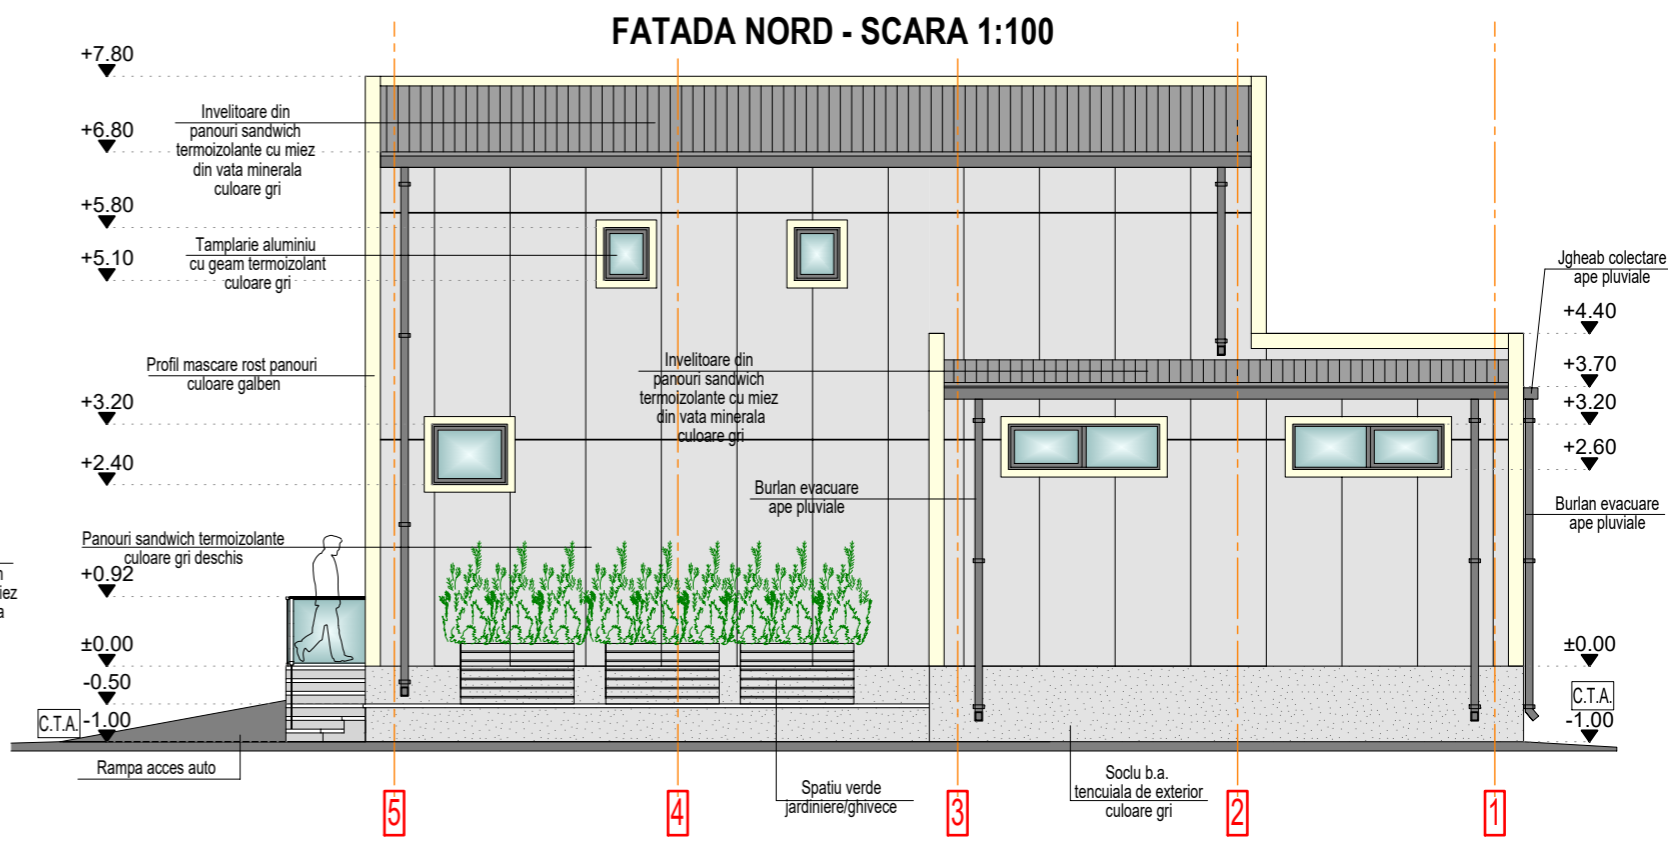 FATADA NORD - SCARA 1:100
+7.80
+6.80
+5.80
+5.10
+3.20
+2.40
+0.92
±0.00
-0.50
-1.00
C.T.A.
Invelitoare din
panouri sandwich
termoizolante cu miez
din vata minerala
culoare gri
Tamplarie aluminiu
cu geam termoizolant
culoare gri
Profil mascare rost panouri
culoare galben
Panouri sandwich termoizolante
culoare gri deschis
iez
Rampa acces auto
Invelitoare din
panouri sandwich
termoizolante cu miez
din vata minerala
culoare gri
Burlan evacuare
ape pluviale
Spatiu verde
jardiniere/ghivece
Soclu b.a.
tencuiala de exterior
culoare gri
Jgheab colectare
ape pluviale
+4.40
+3.70
+3.20
+2.60
Burlan evacuare
ape pluviale
±0.00
C.T.A.
-1.00
5
4
3
2
1